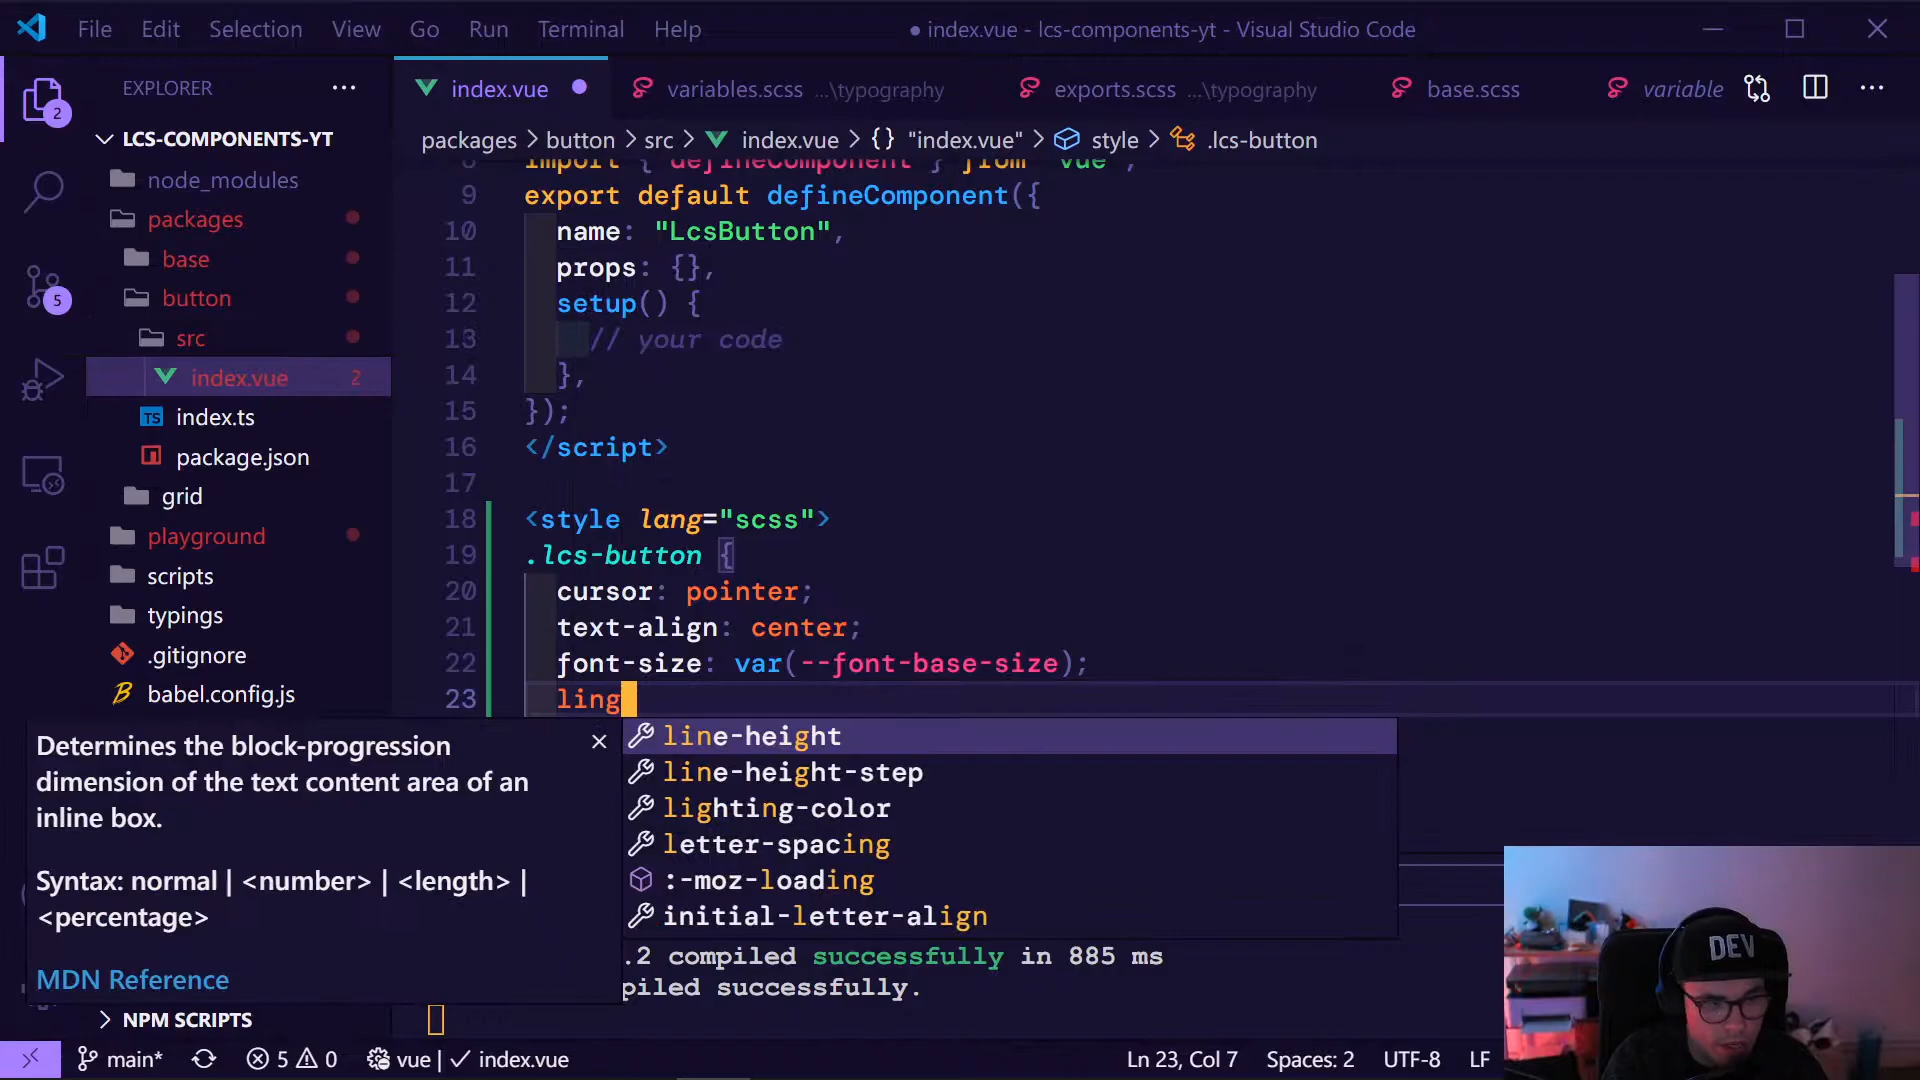 File Edit Selection View Go Run Terminal Help
index.vue - lcs-components-yt - Visual Studio Code
EXPLORER
index.vue
variables.scss ...\typography
exports.scss ...\typography
base.scss
variable
2
LCS-COMPONENTS-YT
packages > button > src > index.vue > {} "index.vue" > style > .lcs-button
node_modules
packages
base
button
src
index.vue 2
index.ts
package.json
grid
playground
scripts
typings
.gitignore
babel.config.js
5
import { defineComponent } from "vue";
9 export default defineComponent({
10 name: "LcsButton",
11 props: {},
12 setup() {
13 // your code
14 },
15 });
16 </script>
17
18 <style lang="scss">
19 .lcs-button {
20 cursor: pointer;
21 text-align: center;
22 font-size: var(--font-base-size);
23 ling
line-height
line-height-step
lighting-color
letter-spacing
:-moz-loading
initial-letter-align
Determines the block-progression
dimension of the text content area of an
inline box.
Syntax: normal | <number> | <length> |
<percentage>
MDN Reference
.2 compiled successfully in 885 ms
piled successfully.
NPM SCRIPTS
main* 5 0 vue | index.vue
Ln 23, Col 7 Spaces: 2 UTF-8 LF
DEV